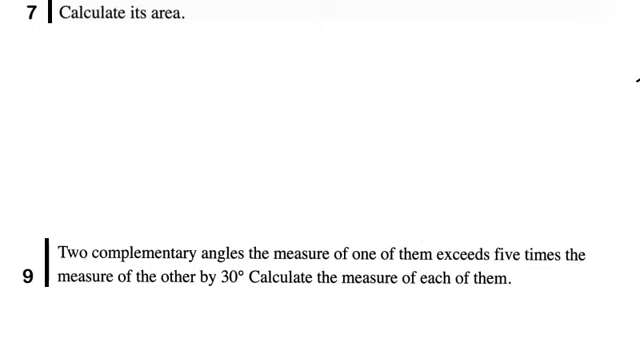 7 Calculate its area.
Two complementary angles the measure of one of them exceeds five times the
9 measure of the other by 30° Calculate the measure of each of them.